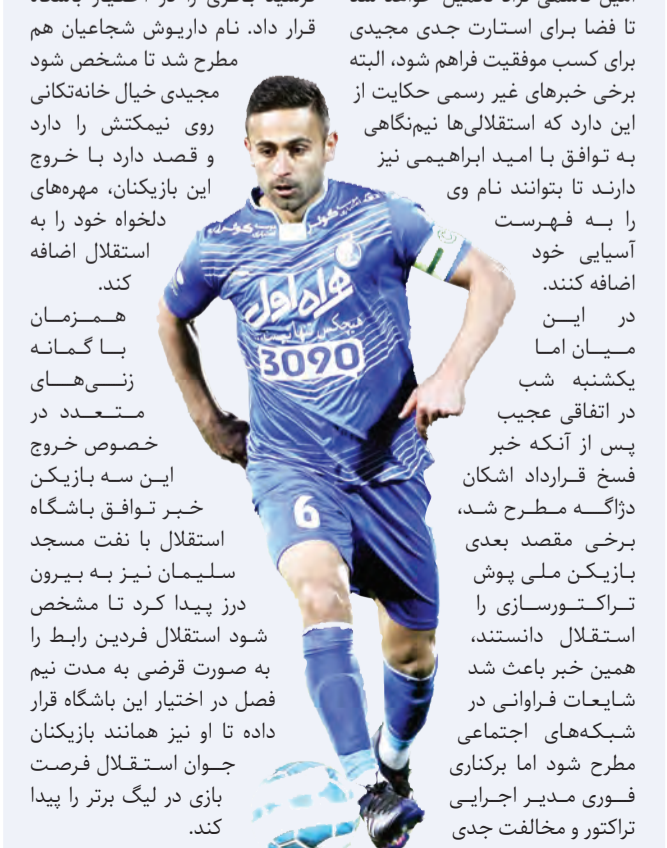 تا فضا برای استارت جدی مجیدی
برای کسب موفقیت فراهم شود، البته
برخی خبرهای غیر رسمی حکایت از
این دارد که استقلالی‌ها نیم‌نگاهی
به توافق با امید ابراهیمی نیز
دارند تا بتوانند نام وی
را به فهرست
آسیایی خود
اضافه کنند.
در این
میان اما
یکشنبه شب
در اتفاقی عجیب
پس از آنکه خبر
فسخ قرارداد اشکان
دژاگه مطرح شد،
برخی مقصد بعدی
بازیکن ملی پوش
تراکتورسازی را
استقلال دانستند،
همین خبر باعث شد
شایعات فراوانی در
شبکه‌های اجتماعی
مطرح شود اما برکناری
فوری مدیر اجرایی
تراکتور و مخالفت جدی
قرار داد. نام داریوش شجاعیان هم
مطرح شد تا مشخص شود
مجیدی خیال خانه‌تکانی
روی نیمکتش را دارد
و قصد دارد با خروج
این بازیکنان، مهره‌های
دلخواه خود را به
استقلال اضافه
کند.
همزمان
با گمانه
زنی‌های
متعدد در
خصوص خروج
این سه بازیکن
خبر توافق باشگاه
استقلال با نفت مسجد
سلیمان نیز به بیرون
درز پیدا کرد تا مشخص
شود استقلال فردین رابط را
به صورت قرضی به مدت نیم
فصل در اختیار این باشگاه قرار
داده تا او نیز همانند بازیکنان
جوان استقلال فرصت
بازی در لیگ برتر را پیدا
کند.
همراه اول
هیچکس تنها نیست
3090
6